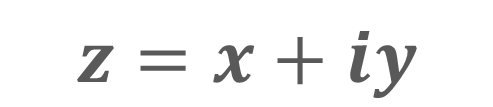 z = x + iy